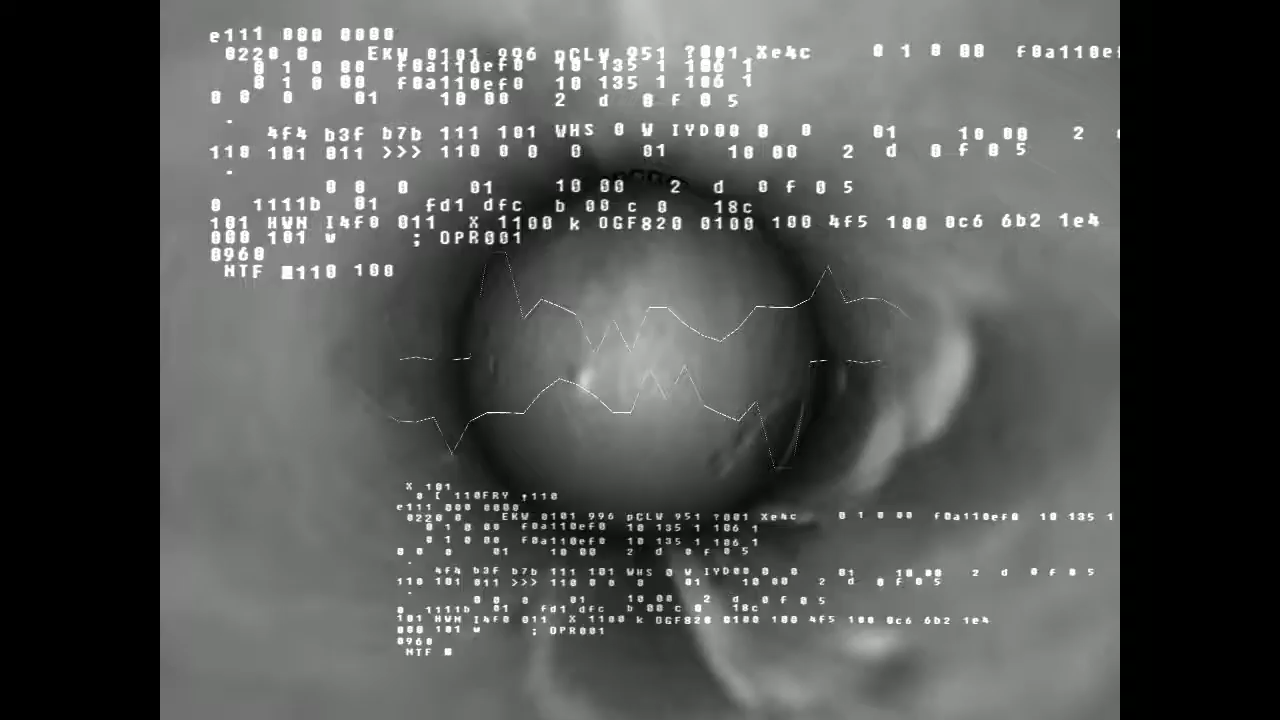 e111 000 0000
0220 0 EKW 0101 996 pCLW 951 ?001 Xe4c 0 1 0 00 f0a110ef
0 1 0 00 f0a110ef0 10 135 1 106 1
0 1 0 00 f0a110ef0 10 135 1 106 1
0 0 0 01 10 00 2 d 0 f 0 5
.
4f4 b3f b7b 111 101 WHS 0 W IYD00 0 0 01 10 00 2
110 101 011 >>> 110 0 0 0 01 10 00 2 d 0 f 0 5
.
0 0 0 01 10 00 2 d 0 f 0 5
0 1111b 01 fd1 dfc b 00 c 0 18c
101 HWN I4f0 011 X 1100 k OGF820 0100 100 4f5 100 0c6 6b2 1e4
000 101 w ; OPR001
0960
MTF 110 100
X 101
0 [ 110FRY ,110
e111 000 0000
0220 0 EKW 0101 996 pCLW 951 ?001 Xe4c 0 1 0 00 f0a110ef0 10 135 1
0 1 0 00 f0a110ef0 10 135 1 106 1
0 1 0 00 f0a110ef0 10 135 1 106 1
0 0 0 01 10 00 2 d 0 f 0 5
.
4f4 b3f b7b 111 101 WHS 0 W IYD00 0 0 01 10 00 2 d 0 f 0 5
110 101 011 >>> 110 0 0 0 01 10 00 2 d 0 f 0 5
.
0 0 0 01 10 00 2 d 0 f 0 5
0 1111b 01 fd1 dfc b 00 c 0 18c
101 HWN I4f0 011 X 1100 k OGF820 0100 100 4f5 100 0c6 6b2 1e4
000 101 w ; OPR001
0960
MTF